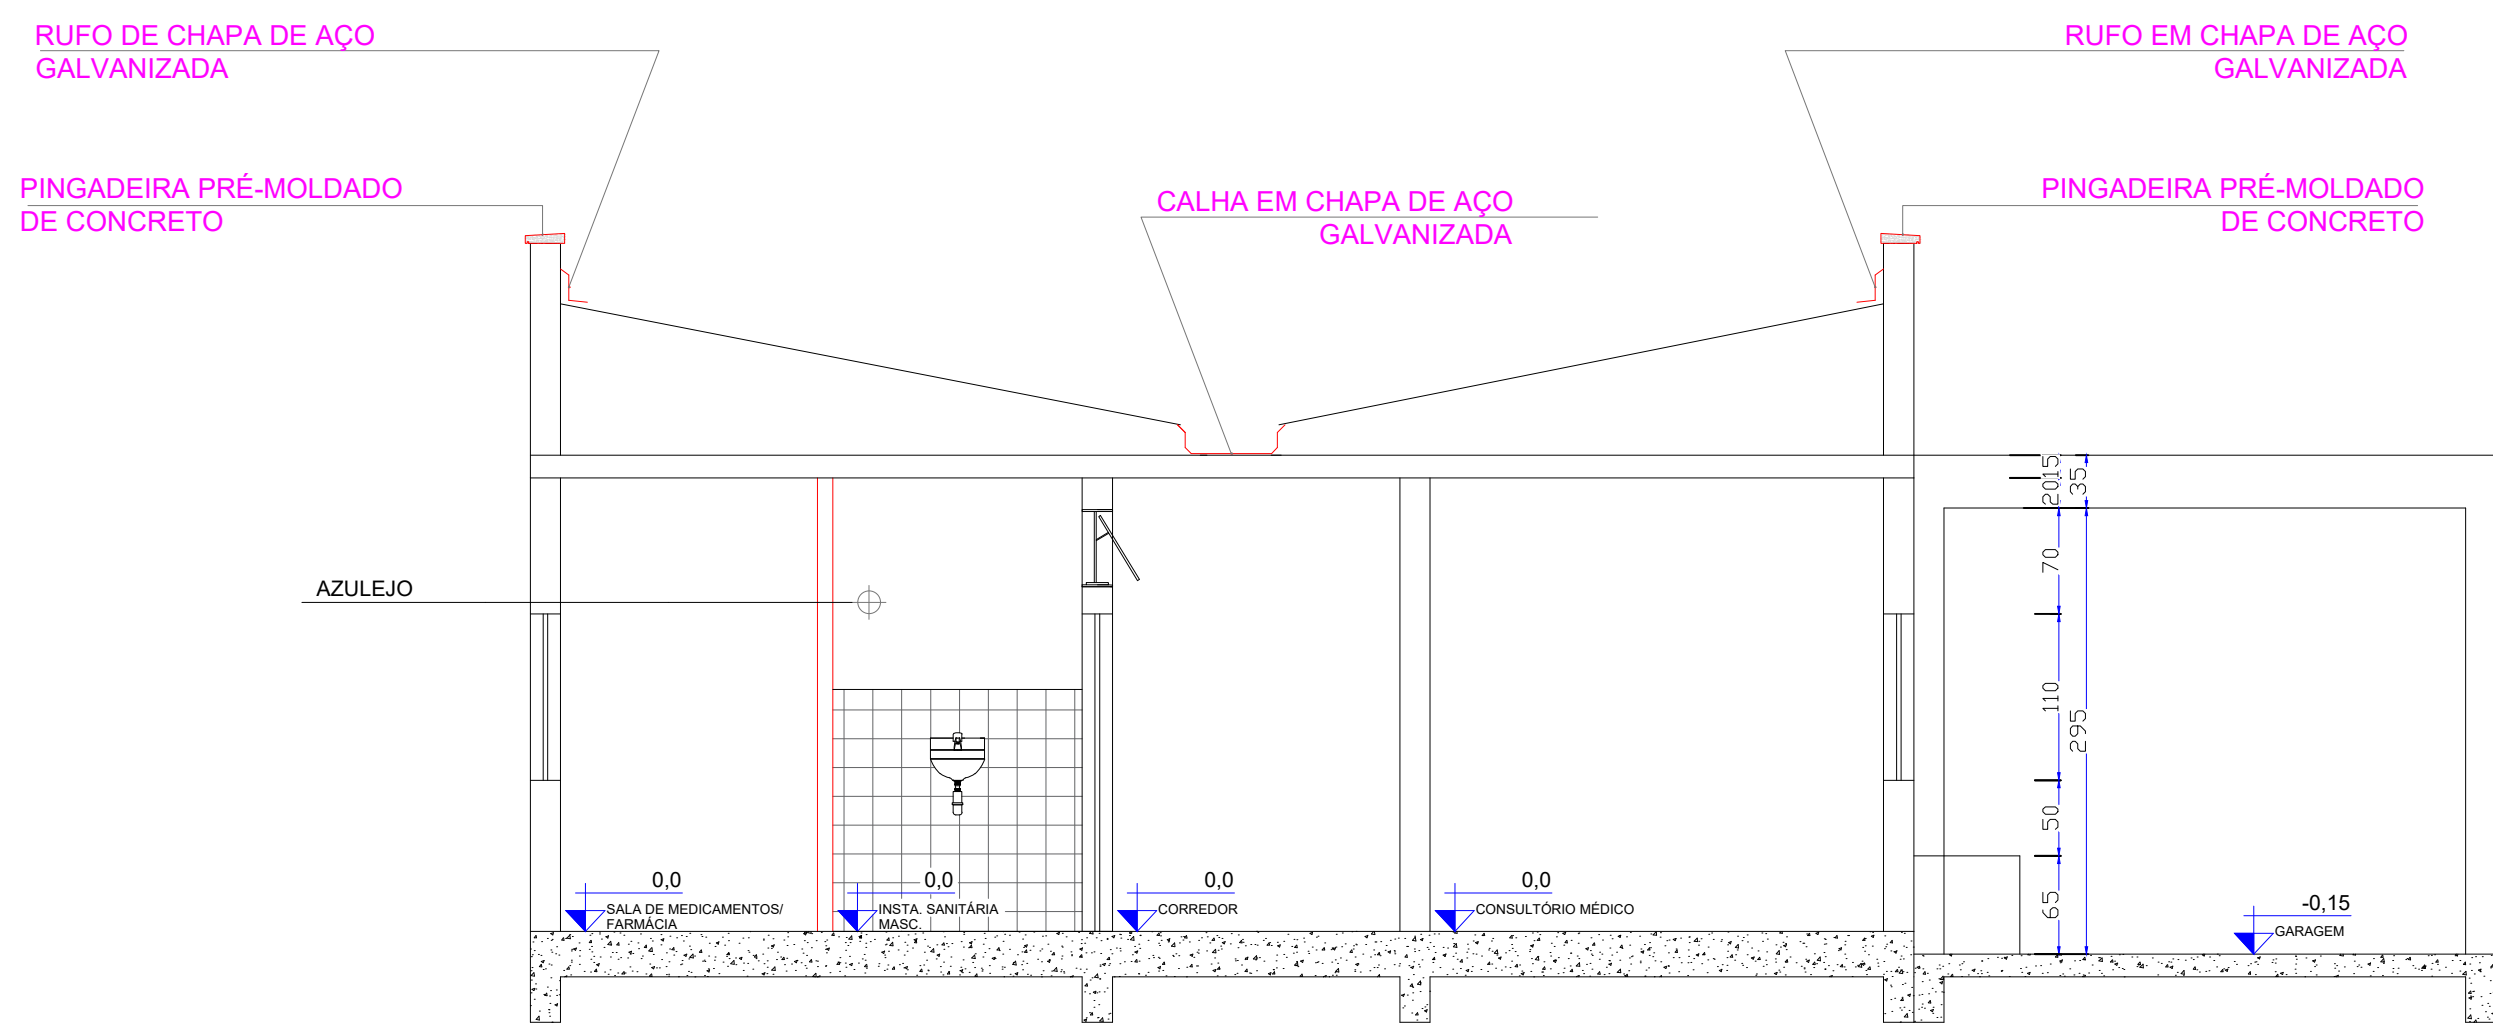 RUFO DE CHAPA DE AÇO
GALVANIZADA
RUFO EM CHAPA DE AÇO
GALVANIZADA
PINGADEIRA PRÉ-MOLDADO
DE CONCRETO
CALHA EM CHAPA DE AÇO
GALVANIZADA
PINGADEIRA PRÉ-MOLDADO
DE CONCRETO
AZULEJO
15
20
35
70
110
295
50
65
0,0
SALA DE MEDICAMENTOS/
FARMÁCIA
0,0
INSTA. SANITÁRIA
MASC.
0,0
CORREDOR
0,0
CONSULTÓRIO MÉDICO
-0,15
GARAGEM